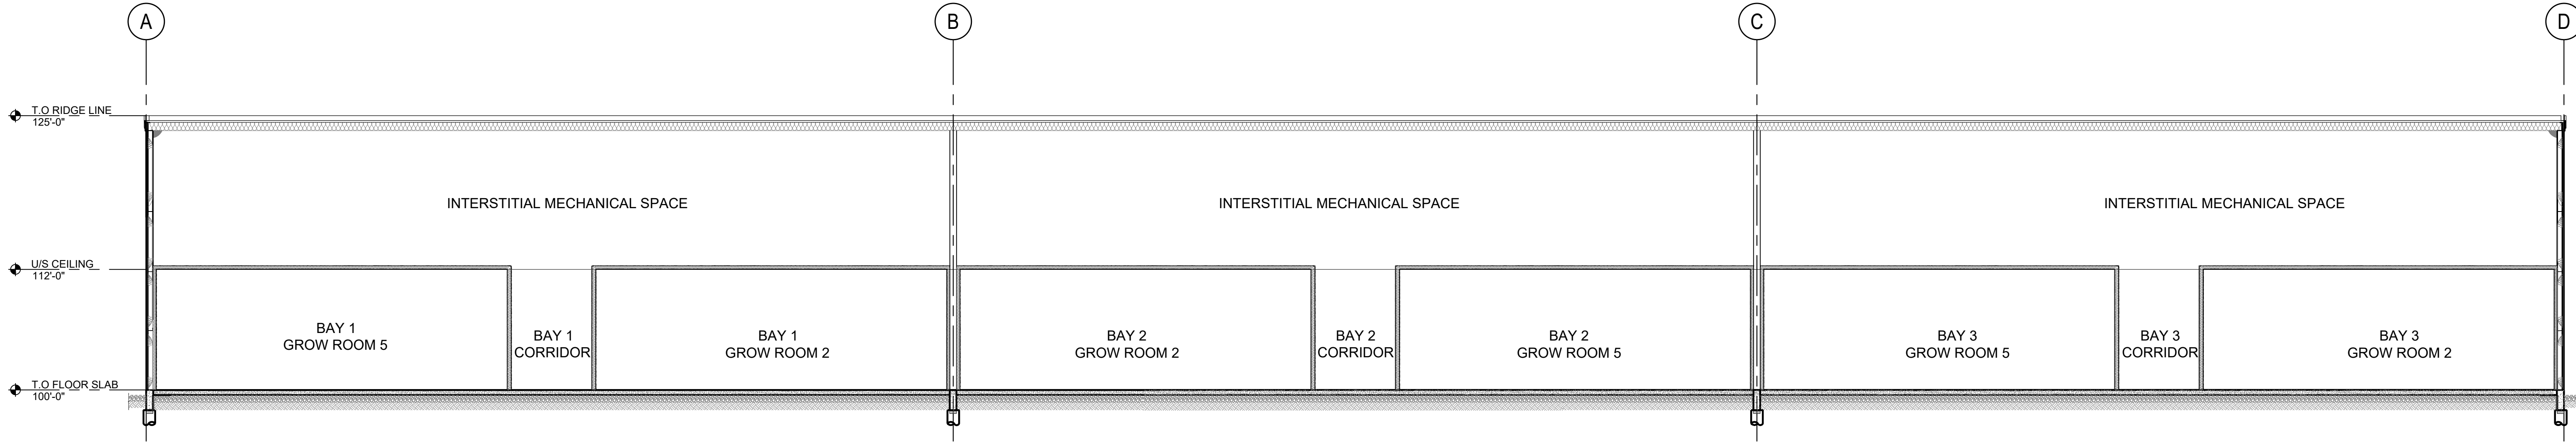 A
B
C
D
T.O RIDGE LINE
125'-0"
INTERSTITIAL MECHANICAL SPACE
INTERSTITIAL MECHANICAL SPACE
INTERSTITIAL MECHANICAL SPACE
U/S CEILING
112'-0"
BAY 1
GROW ROOM 5
BAY 1
CORRIDOR
BAY 1
GROW ROOM 2
BAY 2
GROW ROOM 2
BAY 2
CORRIDOR
BAY 2
GROW ROOM 5
BAY 3
GROW ROOM 5
BAY 3
CORRIDOR
BAY 3
GROW ROOM 2
T.O FLOOR SLAB
100'-0"